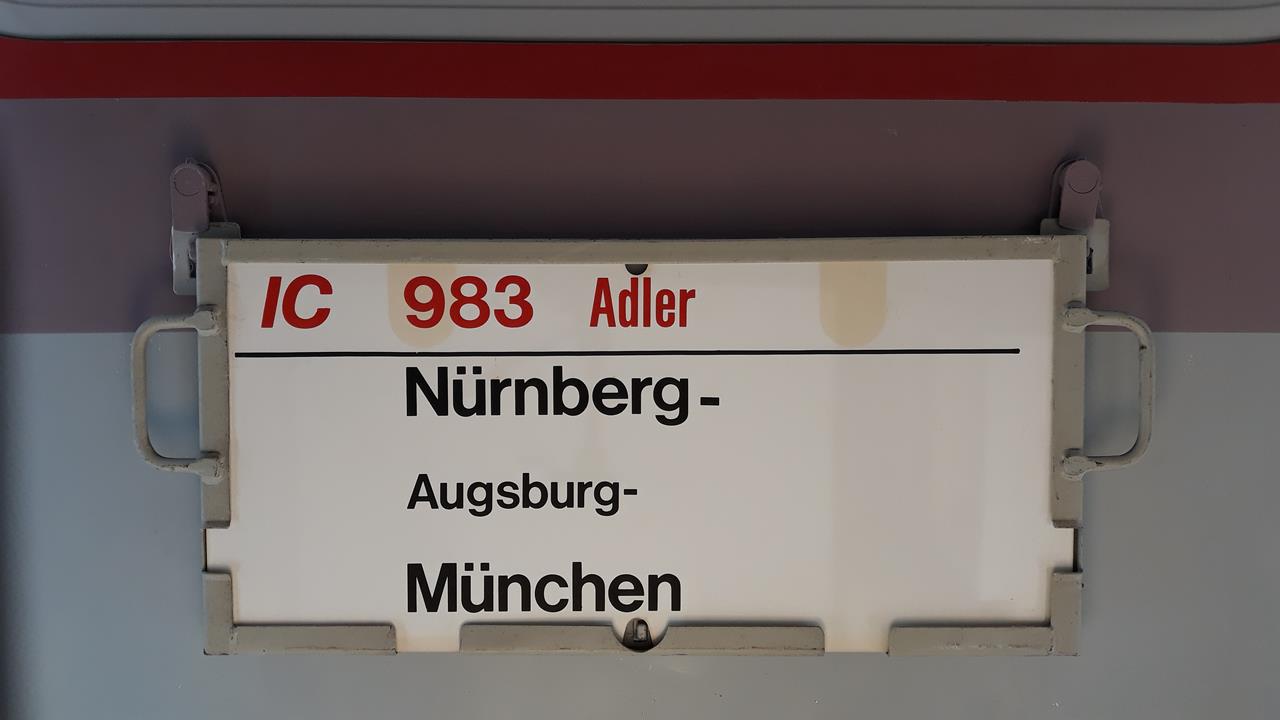 IC 983 Adler
Nürnberg-
Augsburg-
München